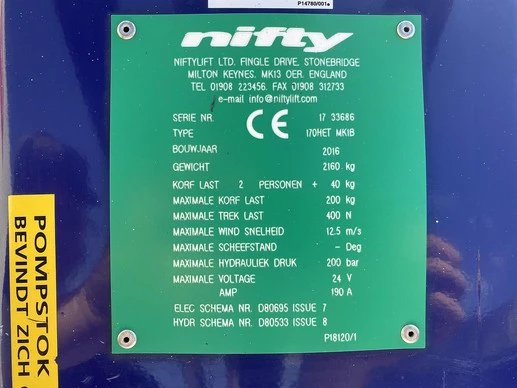 P14780/001e
nifty
NIFTYLIFT LTD. FINGLE DRIVE, STONEBRIDGE
MILTON KEYNES. MK13 OER. ENGLAND
TEL 01908 223456. FAX 01908 312733
e-mail info@niftylift.com
SERIE NR. CE 17 33686
TYPE 170HET MK1B
BOUWJAAR 2016
GEWICHT 2160 kg
KORF LAST 2 PERSONEN + 40 kg
MAXIMALE KORF LAST 200 kg
MAXIMALE TREK LAST 400 N
MAXIMALE WIND SNELHEID 12.5 m/s
MAXIMALE SCHEEFSTAND - Deg
MAXIMALE HYDRAULIEK DRUK 200 bar
MAXIMALE VOLTAGE 24 V
AMP 190 A
ELEC SCHEMA NR. D80695 ISSUE 7
HYDR SCHEMA NR. D80533 ISSUE 8
P18120/1
POMPSTOK
BEVINDT ZICH